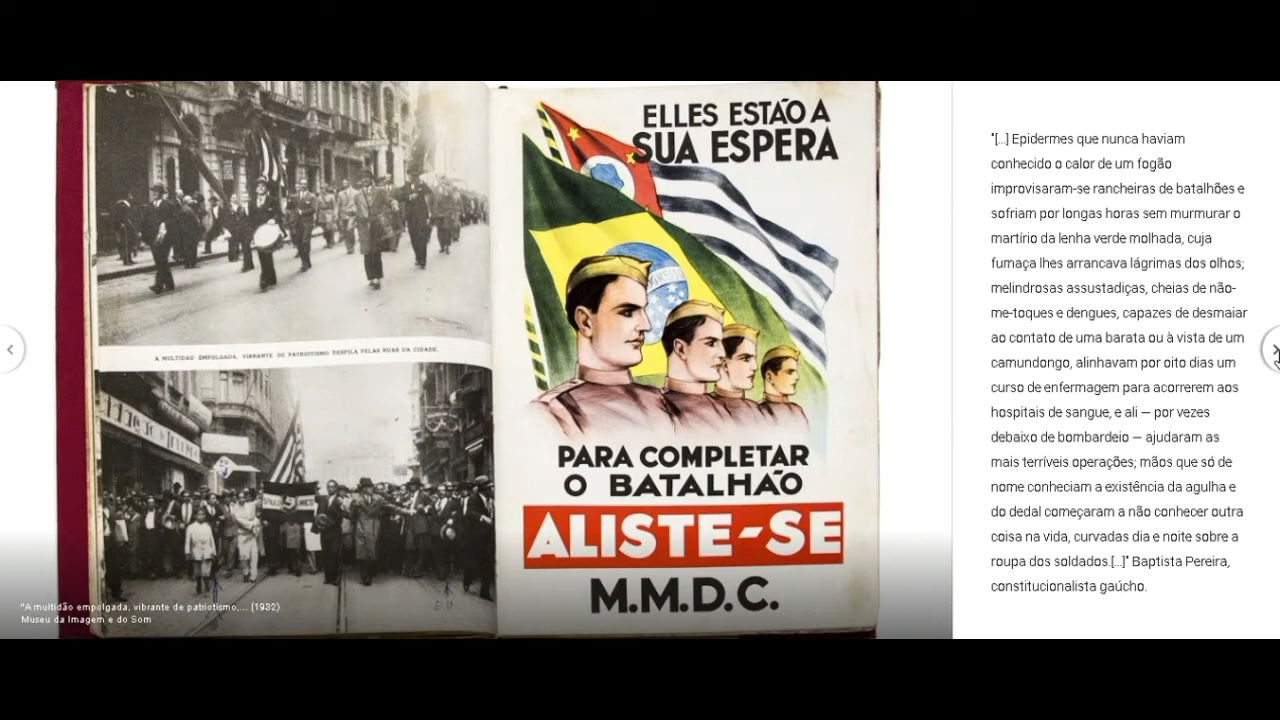 A MULTIDÃO EMPOLGADA, VIBRANTE DE PATRIOTISMO DESFILA PELAS RUAS DA CIDADE.
ELLES ESTÃO A
SUA ESPERA
PARA COMPLETAR
O BATALHÃO
ALISTE-SE
M.M.D.C.
"A multidão empolgada, vibrante de patriotismo,... (1932)
Museu da Imagem e do Som
"[...] Epidermes que nunca haviam
conhecido o calor de um fogão
improvisaram-se rancheiras de batalhões e
sofriam por longas horas sem murmurar o
martírio da lenha verde molhada, cuja
fumaça lhes arrancava lágrimas dos olhos;
melindrosas assustadiças, cheias de não-
me-toques e dengues, capazes de desmaiar
ao contato de uma barata ou à vista de um
camundongo, alinhavam por oito dias um
curso de enfermagem para acorrerem aos
hospitais de sangue, e ali – por vezes
debaixo de bombardeio – ajudaram as
mais terríveis operações; mãos que só de
nome conheciam a existência da agulha e
do dedal começaram a não conhecer outra
coisa na vida, curvadas dia e noite sobre a
roupa dos soldados.[...]" Baptista Pereira,
constitucionalista gaúcho.